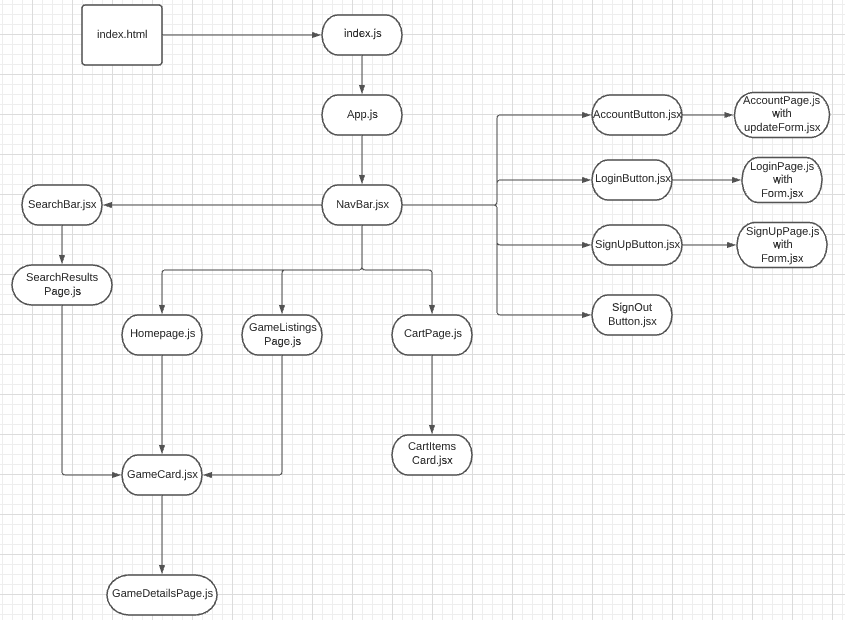 index.html
index.js
App.js
AccountButton.jsx
AccountPage.js
with
updateForm.jsx
LoginButton.jsx
LoginPage.js
with
Form.jsx
SearchBar.jsx
NavBar.jsx
SignUpButton.jsx
SignUpPage.js
with
Form.jsx
SearchResults
Page.js
SignOut
Button.jsx
Homepage.js
GameListings
Page.js
CartPage.js
GameCard.jsx
CartItems
Card.jsx
GameDetailsPage.js